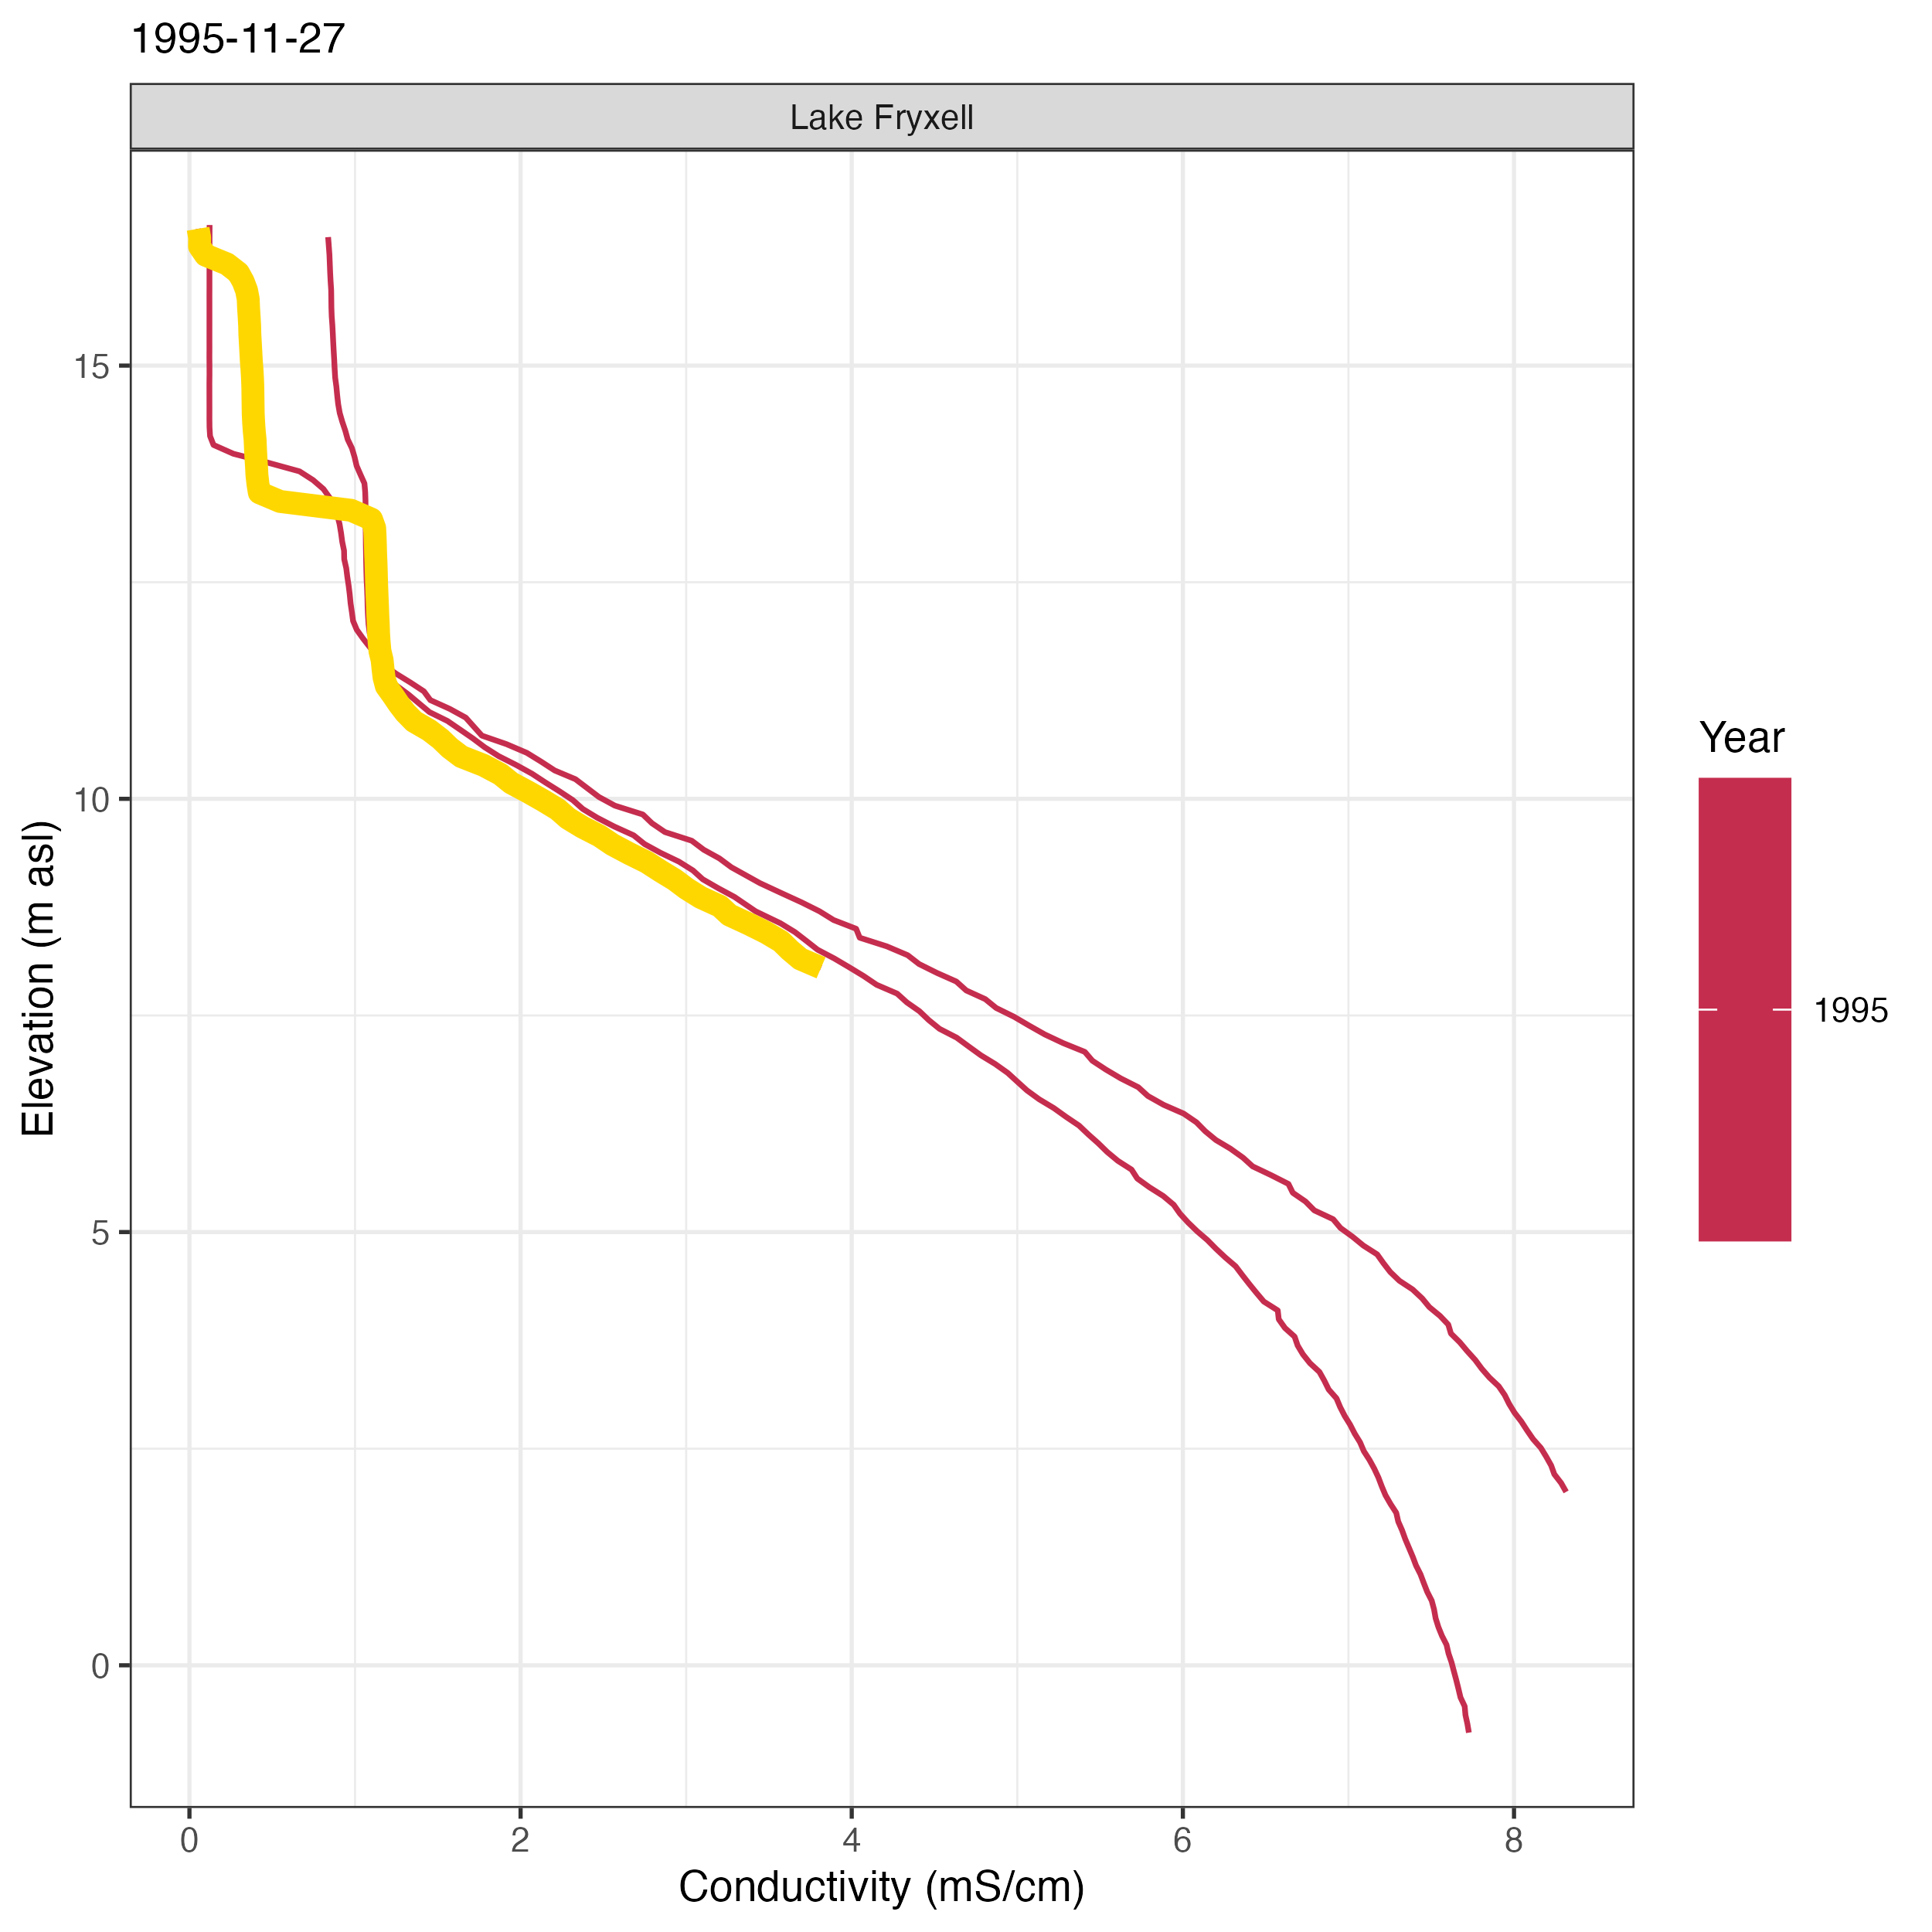 1995-11-27
Lake Fryxell
15
10
5
0
Elevation (m asl)
0 2 4 6 8
Conductivity (mS/cm)
Year
1995